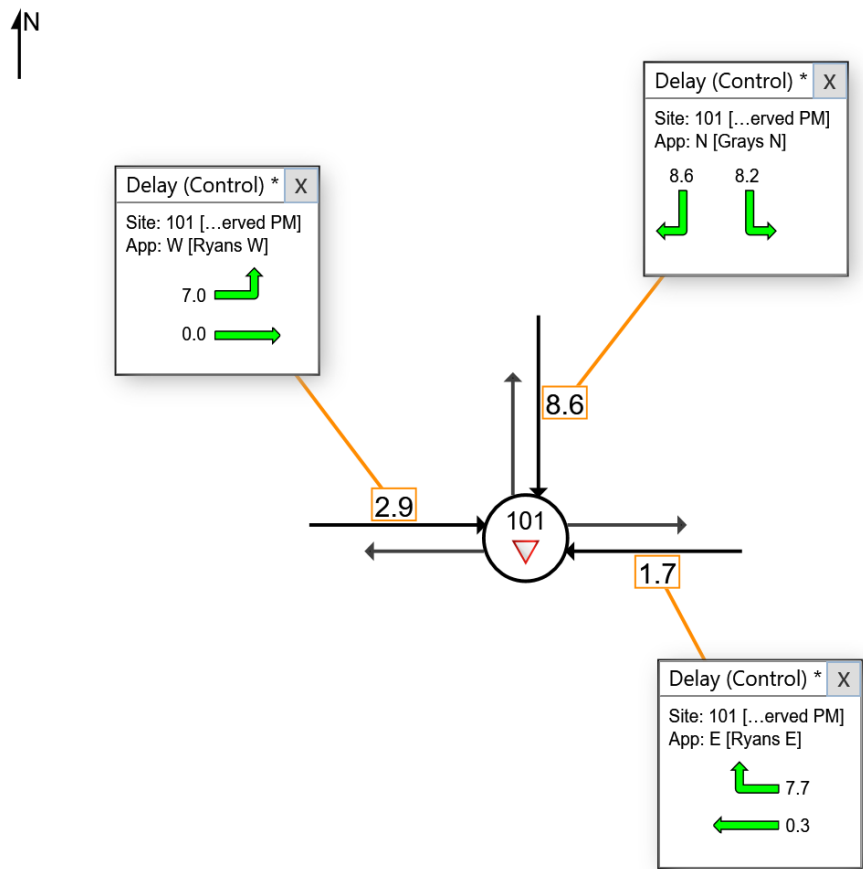 N
Delay (Control) * X
Site: 101 […erved PM]
App: N [Grays N]
8.6 8.2
Delay (Control) * X
Site: 101 […erved PM]
App: W [Ryans W]
7.0
0.0
8.6
2.9
101
1.7
Delay (Control) * X
Site: 101 […erved PM]
App: E [Ryans E]
7.7
0.3